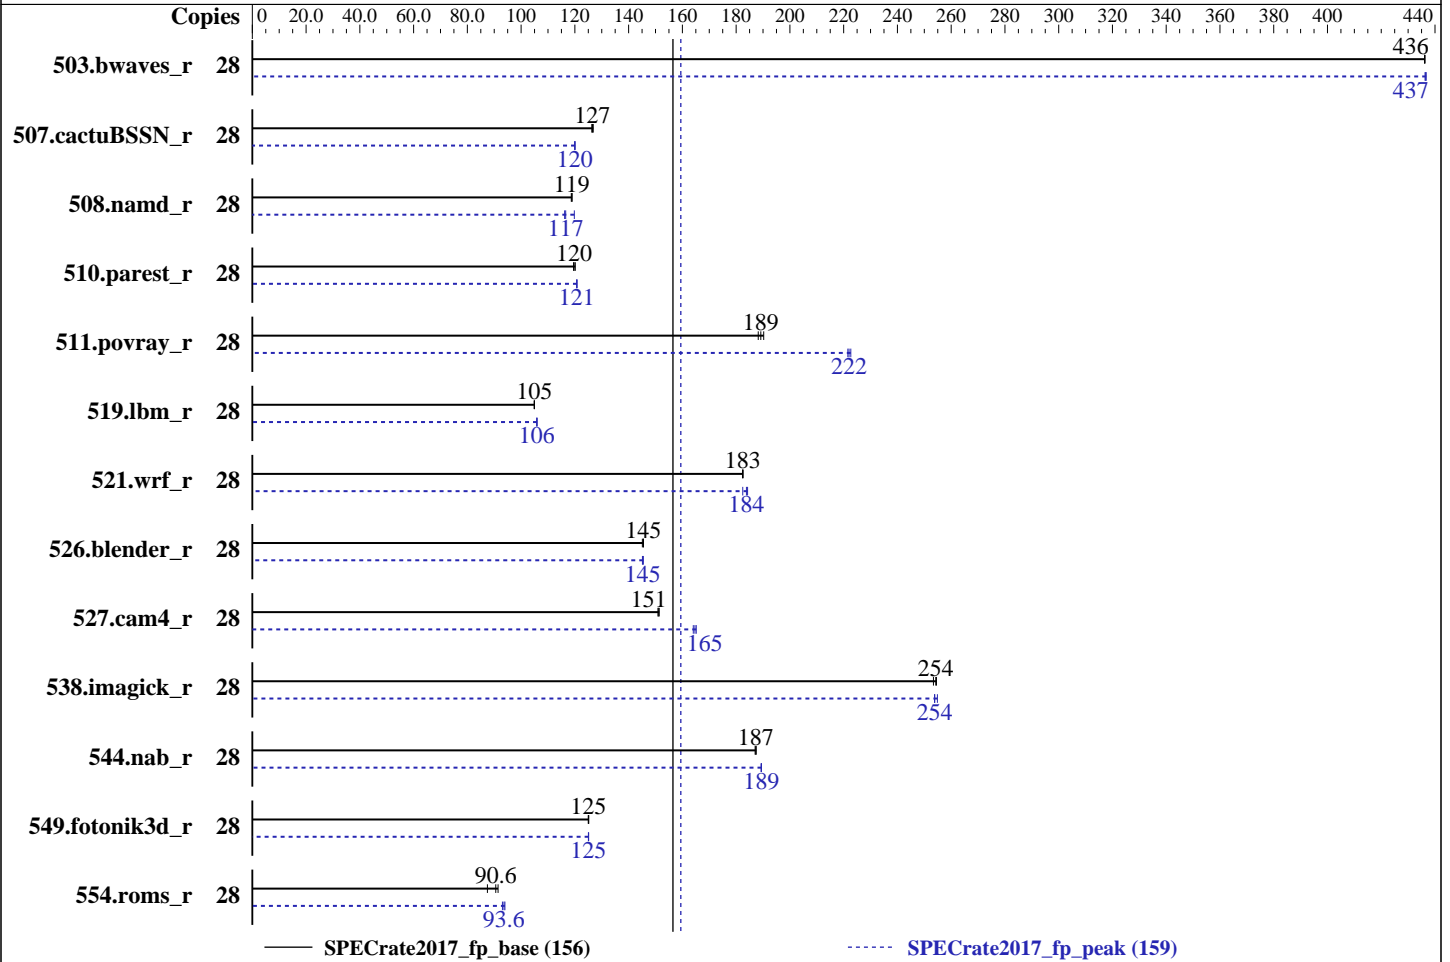 Copies 0 20.0 40.0 60.0 80.0 100 120 140 160 180 200 220 240 260 280 300 320 340 360 380 400 440
436
503.bwaves_r 28
437
127
507.cactuBSSN_r 28
120
119
508.namd_r 28
117
120
510.parest_r 28
121
189
511.povray_r 28
222
105
519.lbm_r 28
106
183
521.wrf_r 28
184
145
526.blender_r 28
145
151
527.cam4_r 28
165
254
538.imagick_r 28
254
187
544.nab_r 28
189
125
549.fotonik3d_r 28
125
90.6
554.roms_r 28
93.6
SPECrate2017_fp_base (156) SPECrate2017_fp_peak (159)